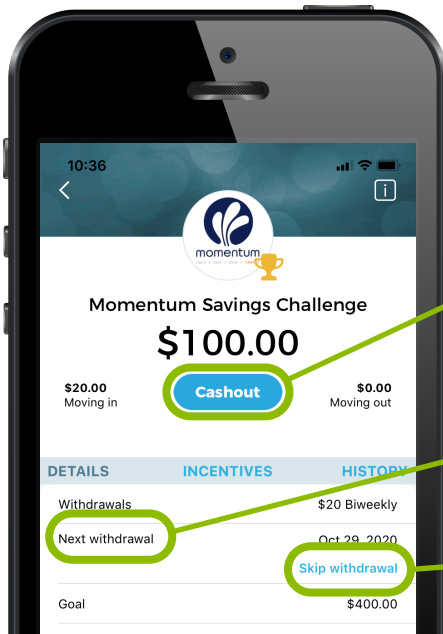 10:36
momentum
Momentum Savings Challenge
$100.00
$20.00
Moving in
Cashout
$0.00
Moving out
DETAILS INCENTIVES HISTORY
Withdrawals $20 Biweekly
Next withdrawal Oct 29, 2020
Skip withdrawal
Goal $400.00